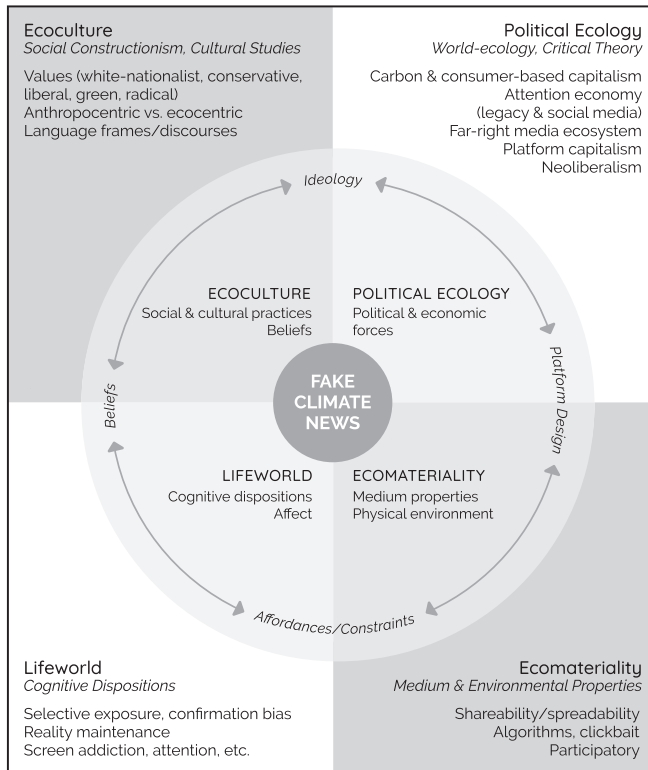 Ecoculture
Social Constructionism, Cultural Studies
Values (white-nationalist, conservative,
liberal, green, radical)
Anthropocentric vs. ecocentric
Language frames/discourses
Political Ecology
World-ecology, Critical Theory
Carbon & consumer-based capitalism
Attention economy
(legacy & social media)
Far-right media ecosystem
Platform capitalism
Neoliberalism
Ideology
ECOCULTURE
Social & cultural practices
Beliefs
POLITICAL ECOLOGY
Political & economic
forces
Beliefs
FAKE
CLIMATE
NEWS
Platform Design
LIFEWORLD
Cognitive dispositions
Affect
ECOMATERIALITY
Medium properties
Physical environment
Affordances/Constraints
Lifeworld
Cognitive Dispositions
Selective exposure, confirmation bias
Reality maintenance
Screen addiction, attention, etc.
Ecomateriality
Medium & Environmental Properties
Shareability/spreadability
Algorithms, clickbait
Participatory